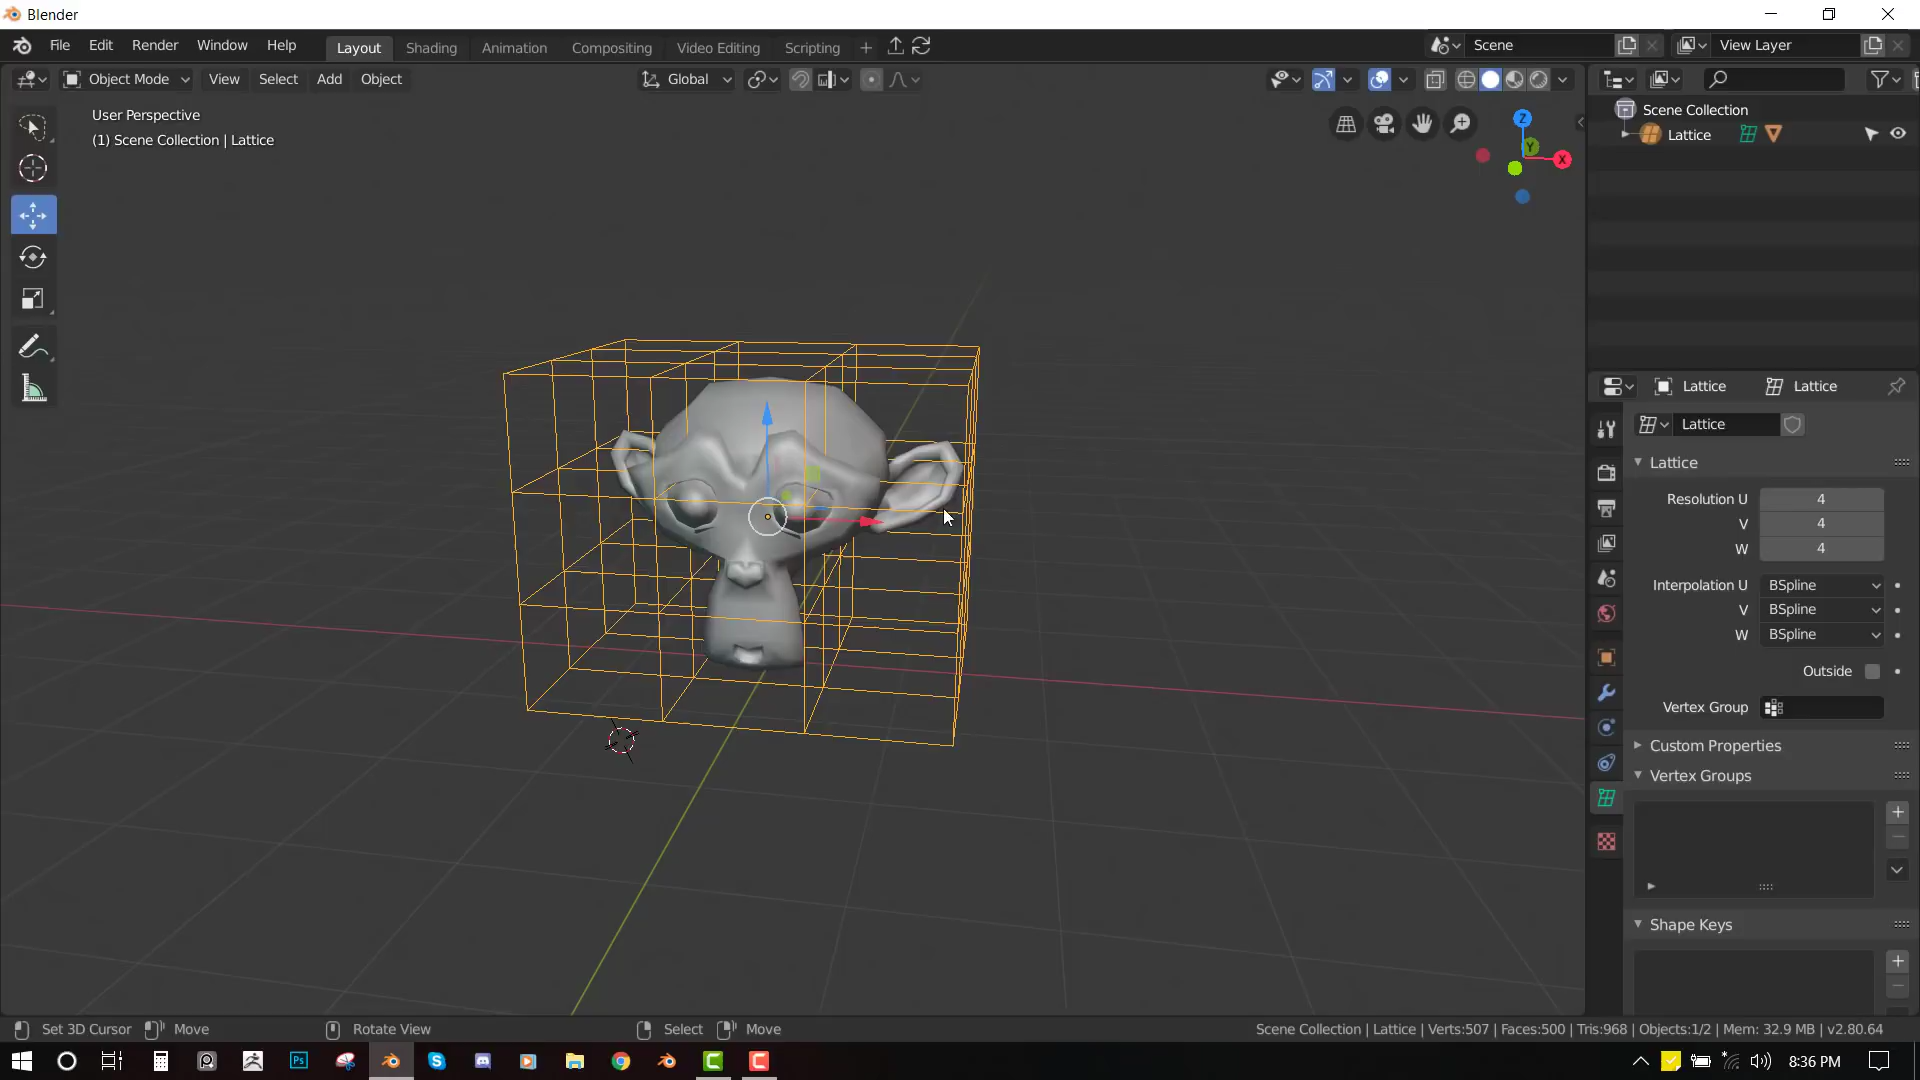 Blender
File Edit Render Window Help Layout Shading Animation Compositing Video Editing Scripting + Scene View Layer
Object Mode View Select Add Object Global
User Perspective
(1) Scene Collection | Lattice
Z
Y
X
Scene Collection
Lattice
Lattice Lattice
Lattice
Lattice
Resolution U 4
V 4
W 4
Interpolation U BSpline
V BSpline
W BSpline
Outside
Vertex Group
Custom Properties
Vertex Groups
Shape Keys
Set 3D Cursor Move Rotate View Select Move Scene Collection | Lattice | Verts:507 | Faces:500 | Tris:968 | Objects:1/2 | Mem: 32.9 MB | v2.80.64
Ps
8:36 PM